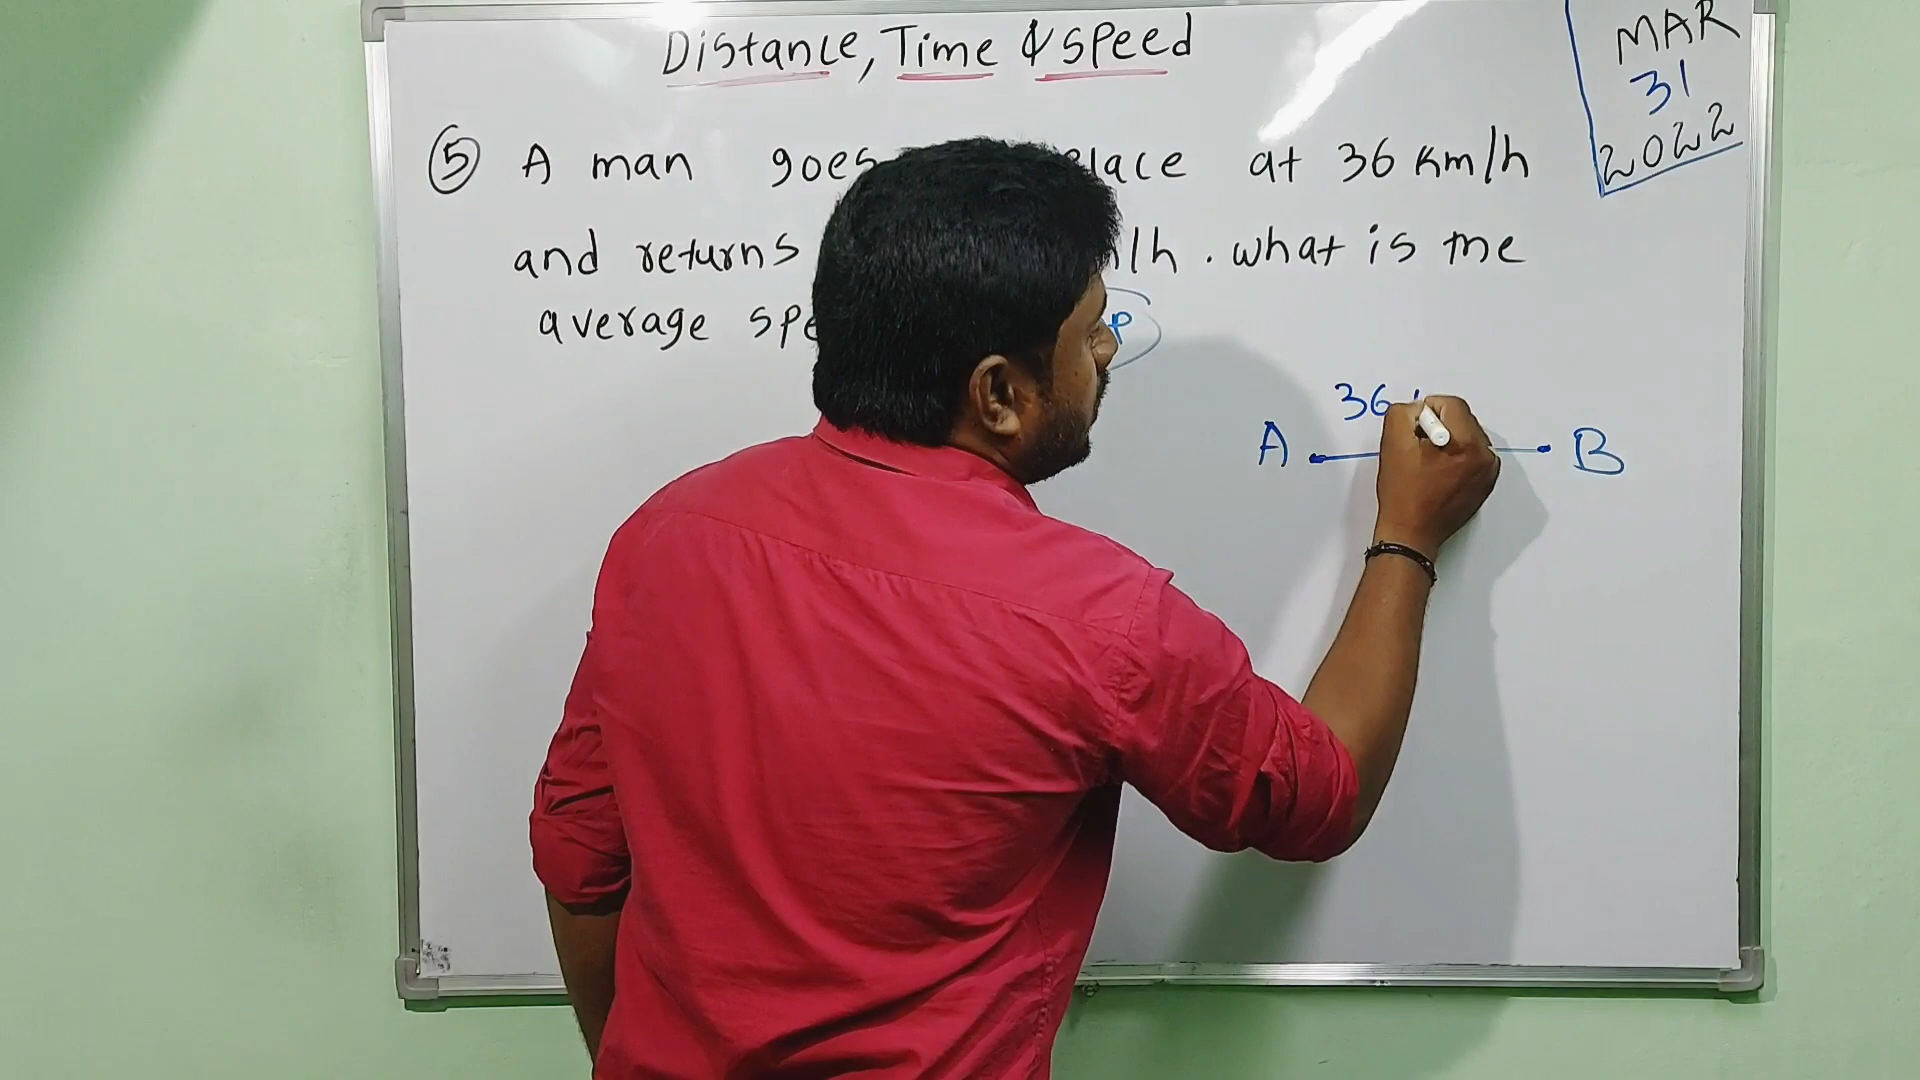 Distance, Time & speed
MAR
31
2022
5 A man goes place at 36 Km/h
and returns /h. what is the
average
36
A B